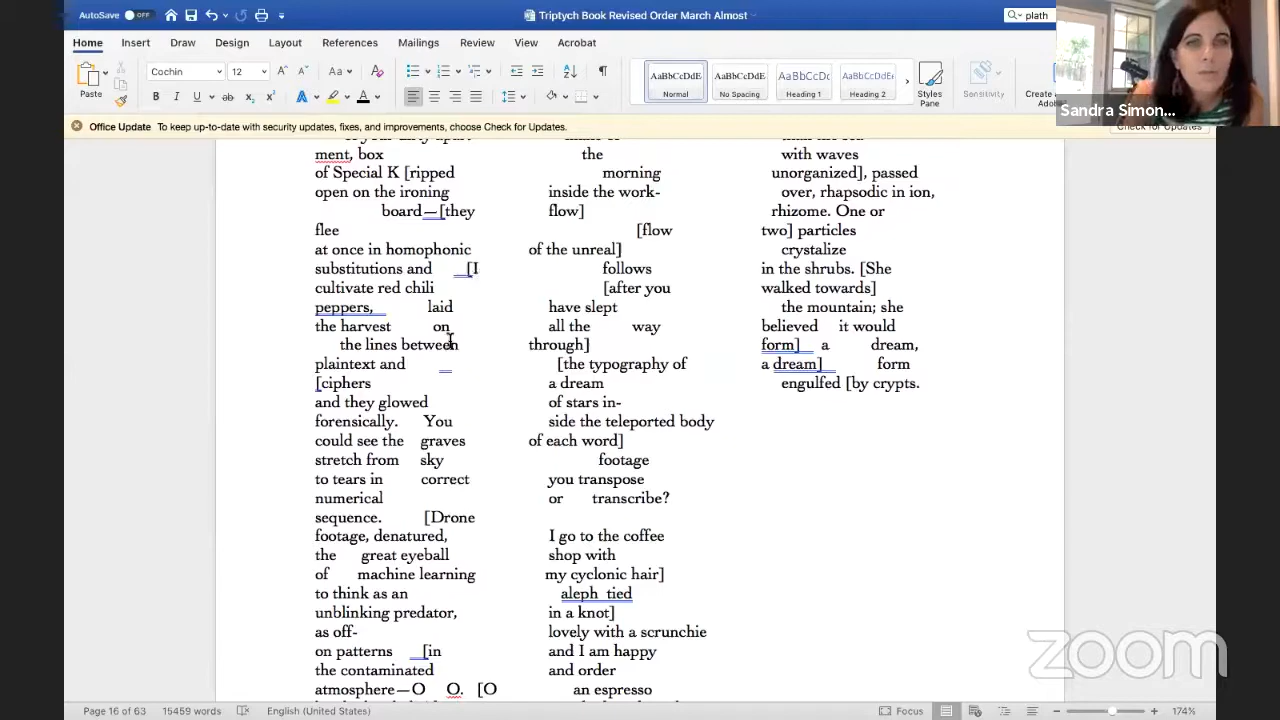 AutoSave OFF
Triptych Book Revised Order March Almost
plath
Home Insert Draw Design Layout References Mailings Review View Acrobat
Paste
Cochin 12
AaBbCcDdE AaBbCcDdE AaBbCcDc AaBbCcDdE
Normal No Spacing Heading 1 Heading 2
Styles Pane
Sensitivity
Office Update To keep up-to-date with security updates, fixes, and improvements, choose Check for Updates.
Sandra Simon...
ment, box
of Special K [ripped
open on the ironing
board—[they
flee
at once in homophonic
substitutions and [I
cultivate red chili
peppers, laid
the harvest on
the lines between
plaintext and
[ciphers
and they glowed
forensically. You
could see the graves
stretch from sky
to tears in correct
numerical
sequence. [Drone
footage, denatured,
the great eyeball
of machine learning
to think as an
unblinking predator,
as off-
on patterns [in
the contaminated
atmosphere—O O. [O
the
morning
inside the work-
flow]
[flow
of the unreal]
follows
[after you
have slept
all the way
through]
[the typography of
a dream
of stars in-
side the teleported body
of each word]
footage
you transpose
or transcribe?
I go to the coffee
shop with
my cyclonic hair]
aleph tied
in a knot]
lovely with a scrunchie
and I am happy
and order
an espresso
with waves
unorganized], passed
over, rhapsodic in ion,
rhizome. One or
two] particles
crystalize
in the shrubs. [She
walked towards]
the mountain; she
believed it would
form] a dream,
a dream] form
engulfed [by crypts.
zoom
Page 16 of 63 15459 words English (United States) Focus 174%